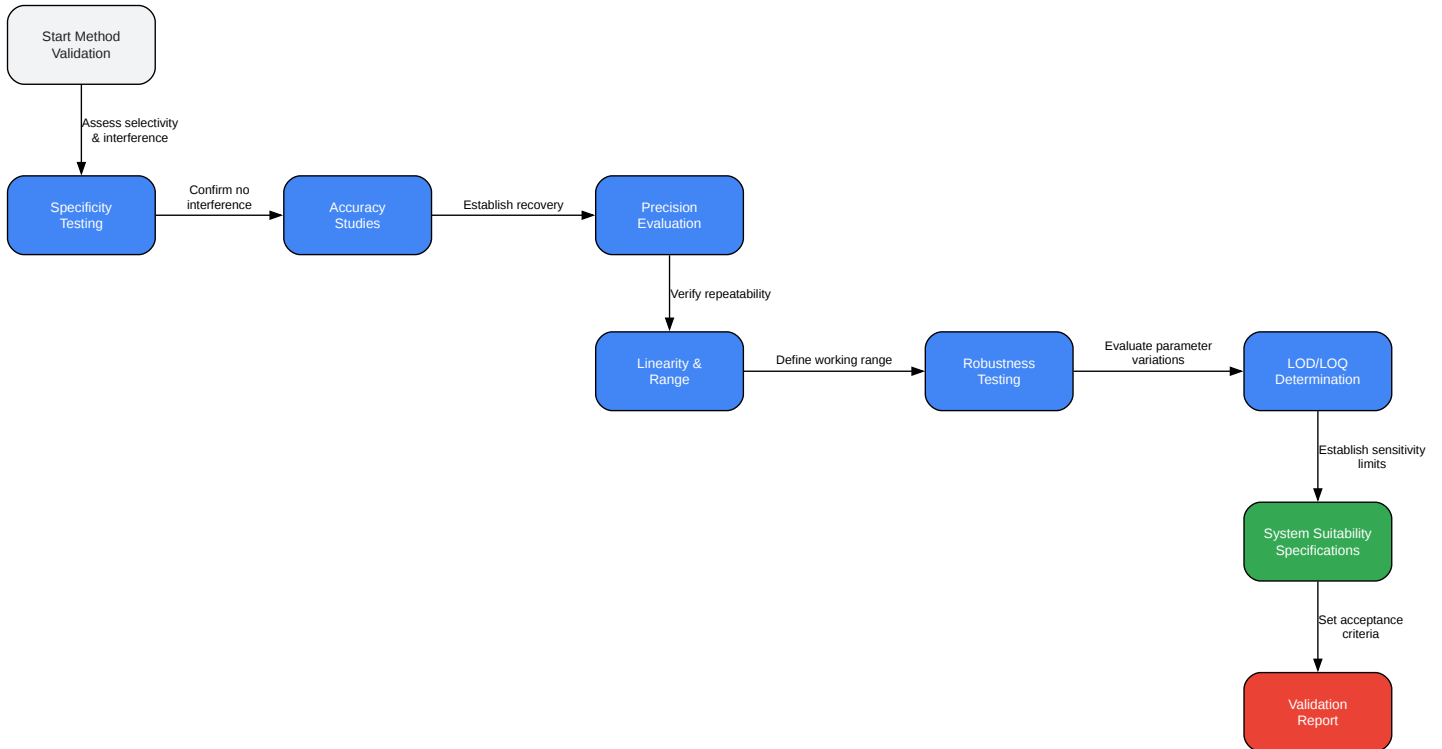 Start Method
Validation
Assess selectivity
& interference
Specificity
Testing
Confirm no
interference
Accuracy
Studies
Establish recovery
Precision
Evaluation
Verify repeatability
Linearity &
Range
Define working range
Robustness
Testing
Evaluate parameter
variations
LOD/LOQ
Determination
Establish sensitivity
limits
System Suitability
Specifications
Set acceptance
criteria
Validation
Report